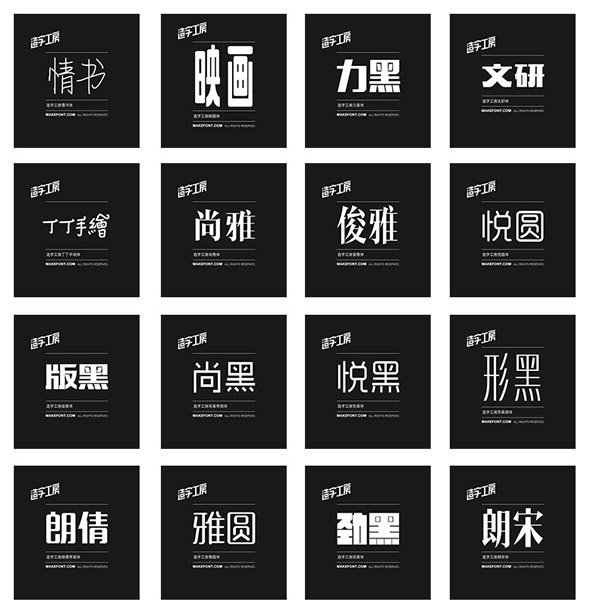 造字工房
情书
造字工房情书体
MAKEFONT.COM ALL RIGHTS RESERVED.
造字工房
映画
造字工房映画体
MAKEFONT.COM ALL RIGHTS RESERVED.
造字工房
力黑
造字工房力黑体
MAKEFONT.COM ALL RIGHTS RESERVED.
造字工房
文研
造字工房文研体
MAKEFONT.COM ALL RIGHTS RESERVED.
造字工房
丁丁手繪
造字工房丁丁手绘体
MAKEFONT.COM ALL RIGHTS RESERVED.
造字工房
尚雅
造字工房尚雅体
MAKEFONT.COM ALL RIGHTS RESERVED.
造字工房
俊雅
造字工房俊雅体
MAKEFONT.COM ALL RIGHTS RESERVED.
造字工房
悦圆
造字工房悦圆体
MAKEFONT.COM ALL RIGHTS RESERVED.
造字工房
版黑
造字工房版黑体
MAKEFONT.COM ALL RIGHTS RESERVED.
造字工房
尚黑
造字工房尚黑常规体
MAKEFONT.COM ALL RIGHTS RESERVED.
造字工房
悦黑
造字工房悦黑体
MAKEFONT.COM ALL RIGHTS RESERVED.
造字工房
形黑
造字工房形黑细体
MAKEFONT.COM ALL RIGHTS RESERVED.
造字工房
朗倩
造字工房朗倩常规体
MAKEFONT.COM ALL RIGHTS RESERVED.
造字工房
雅圆
造字工房雅圆体
MAKEFONT.COM ALL RIGHTS RESERVED.
造字工房
劲黑
造字工房劲黑体
MAKEFONT.COM ALL RIGHTS RESERVED.
造字工房
朗宋
造字工房朗宋体
MAKEFONT.COM ALL RIGHTS RESERVED.